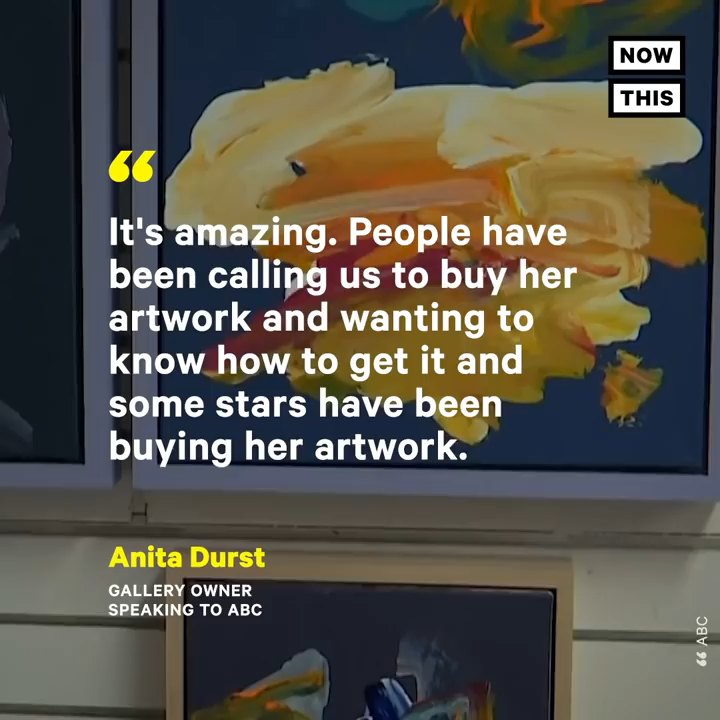 NOW
THIS
“
It's amazing. People have
been calling us to buy her
artwork and wanting to
know how to get it and
some stars have been
buying her artwork.
Anita Durst
GALLERY OWNER
SPEAKING TO ABC
“ ABC